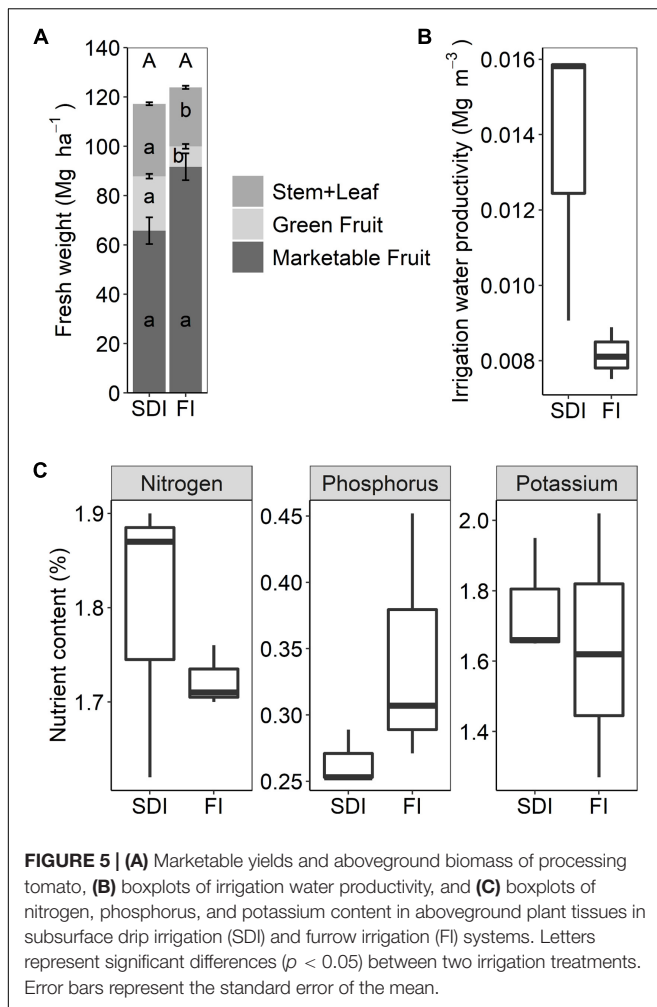 A
Fresh weight (Mg ha⁻¹)
140
120
100
80
60
40
20
0
A A
b
a
b
a
a a
SDI FI
Stem+Leaf
Green Fruit
Marketable Fruit
B
Irrigation water productivity (Mg m⁻³)
0.016
0.014
0.012
0.010
0.008
SDI FI
C
Nutrient content (%)
Nitrogen
1.9
1.8
1.7
SDI FI
Phosphorus
0.45
0.40
0.35
0.30
0.25
SDI FI
Potassium
2.0
1.8
1.6
1.4
SDI FI
FIGURE 5 | (A) Marketable yields and aboveground biomass of processing
tomato, (B) boxplots of irrigation water productivity, and (C) boxplots of
nitrogen, phosphorus, and potassium content in aboveground plant tissues in
subsurface drip irrigation (SDI) and furrow irrigation (FI) systems. Letters
represent significant differences (p < 0.05) between two irrigation treatments.
Error bars represent the standard error of the mean.